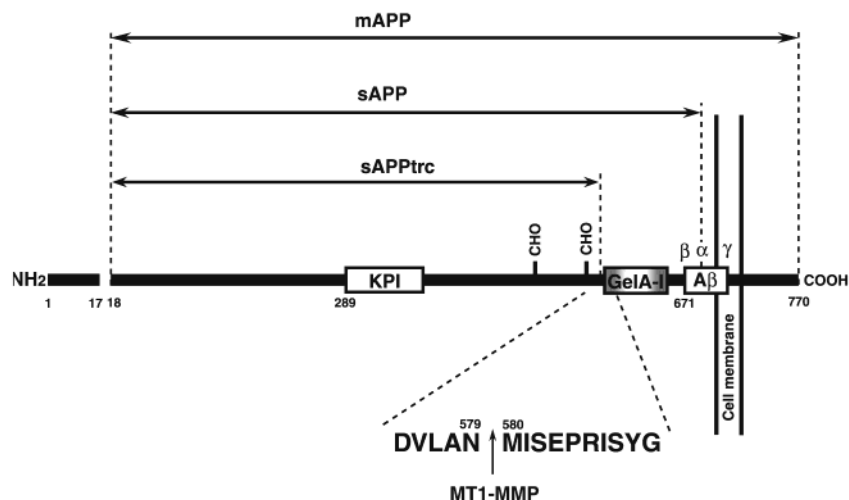 mAPP
sAPP
sAPPtrc
CHO
CHO
β α γ
NH2
KPI
GelA-I
Aβ
COOH
1
17 18
289
671
770
Cell membrane
579 580
DVLAN MISEPRISYG
MT1-MMP